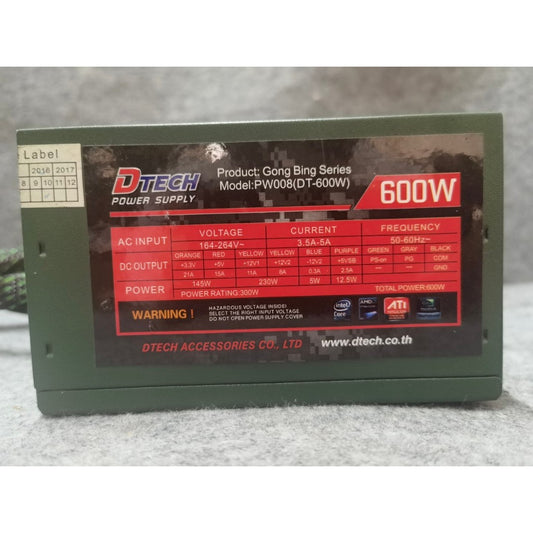 e Label
2016 2017
8 9 10 11 12
DTECH
POWER SUPPLY
Product: Gong Bing Series
Model:PW008(DT-600W)
600W
AC INPUT VOLTAGE CURRENT FREQUENCY
164-264V~ 3.5A-5A 50-60Hz~
DC OUTPUT ORANGE RED YELLOW YELLOW BLUE PURPLE GREEN GRAY BLACK
+3.3V +5V +12V1 +12V2 -12V2 +5VSB PS-on PG COM
21A 15A 11A 8A 0.3A 2.5A GND
POWER 145W 230W 5W 12.5W
POWER RATING:300W TOTAL POWER:600W
WARNING !
HAZARDOUS VOLTAGE INSIDE!
SELECT THE RIGHT INPUT VOLTAGE
DO NOT OPEN POWER SUPPLY.COVER
intel
Core
AMD
ATI
DTECH ACCESSORIES CO., LTD www.dtech.co.th